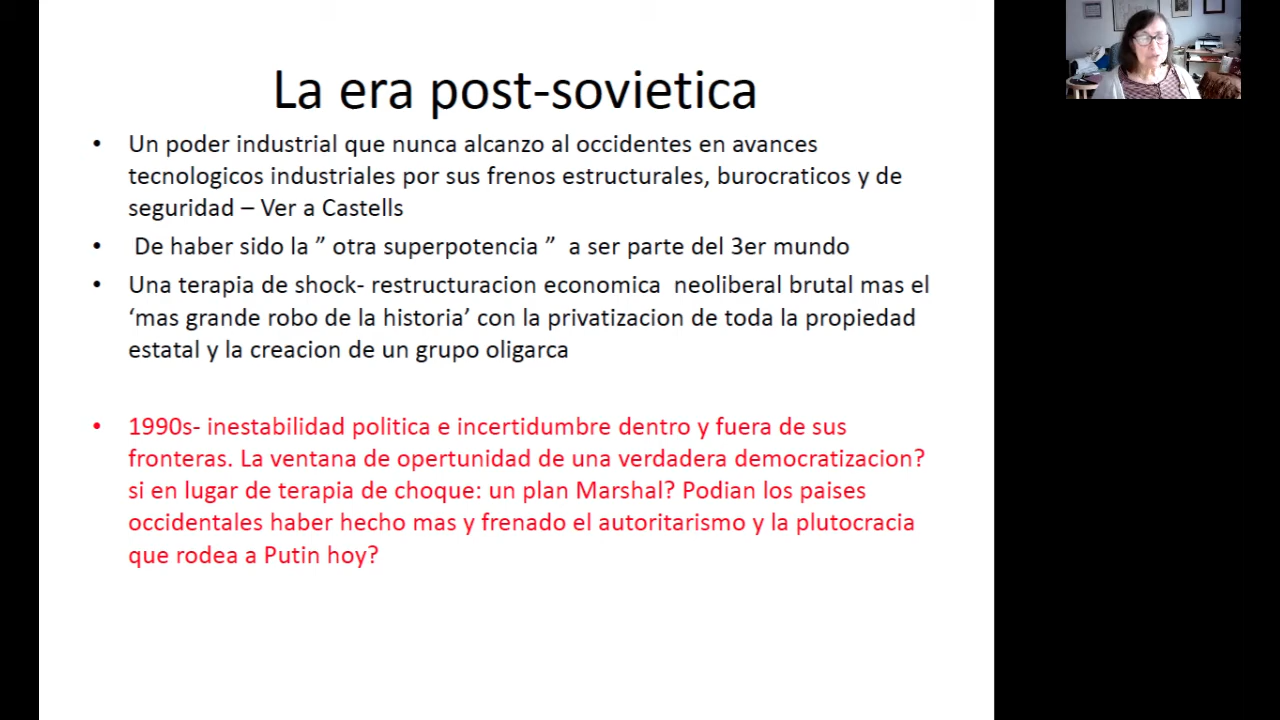 La era post-sovietica
• Un poder industrial que nunca alcanzo al occidentes en avances
tecnologicos industriales por sus frenos estructurales, burocraticos y de
seguridad – Ver a Castells
• De haber sido la ” otra superpotencia ” a ser parte del 3er mundo
• Una terapia de shock- restructuracion economica neoliberal brutal mas el
‘mas grande robo de la historia’ con la privatizacion de toda la propiedad
estatal y la creacion de un grupo oligarca
• 1990s- inestabilidad politica e incertidumbre dentro y fuera de sus
fronteras. La ventana de opertunidad de una verdadera democratizacion?
si en lugar de terapia de choque: un plan Marshal? Podian los paises
occidentales haber hecho mas y frenado el autoritarismo y la plutocracia
que rodea a Putin hoy?